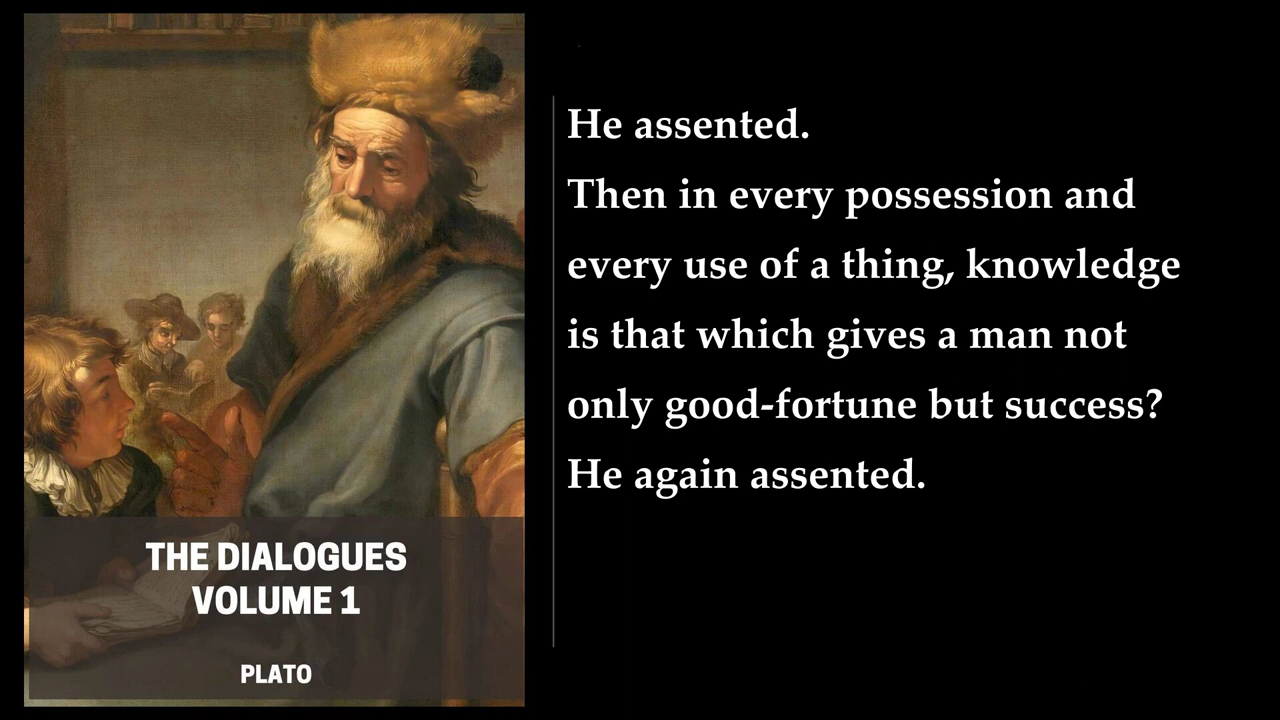 He assented.
Then in every possession and
every use of a thing, knowledge
is that which gives a man not
only good-fortune but success?
He again assented.
THE DIALOGUES
VOLUME 1
PLATO